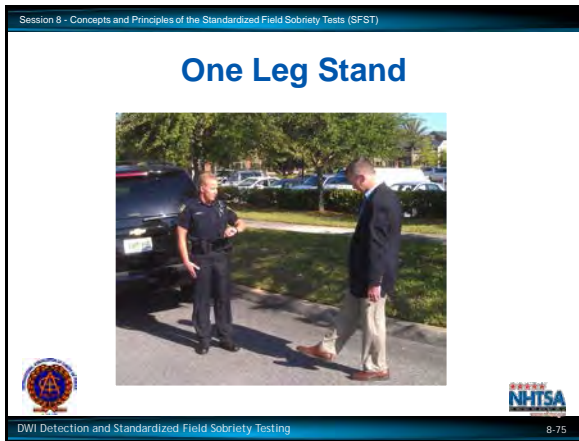 Session 8 - Concepts and Principles of the Standardized Field Sobriety Tests (SFST)
One Leg Stand
NHTSA
DWI Detection and Standardized Field Sobriety Testing
8-75